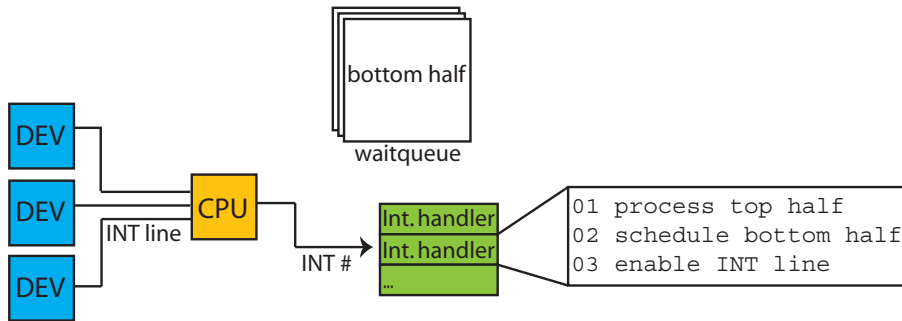 bottom half
waitqueue
DEV
DEV
DEV
INT line
CPU
INT #
Int. handler
Int. handler
...
01 process top half
02 schedule bottom half
03 enable INT line